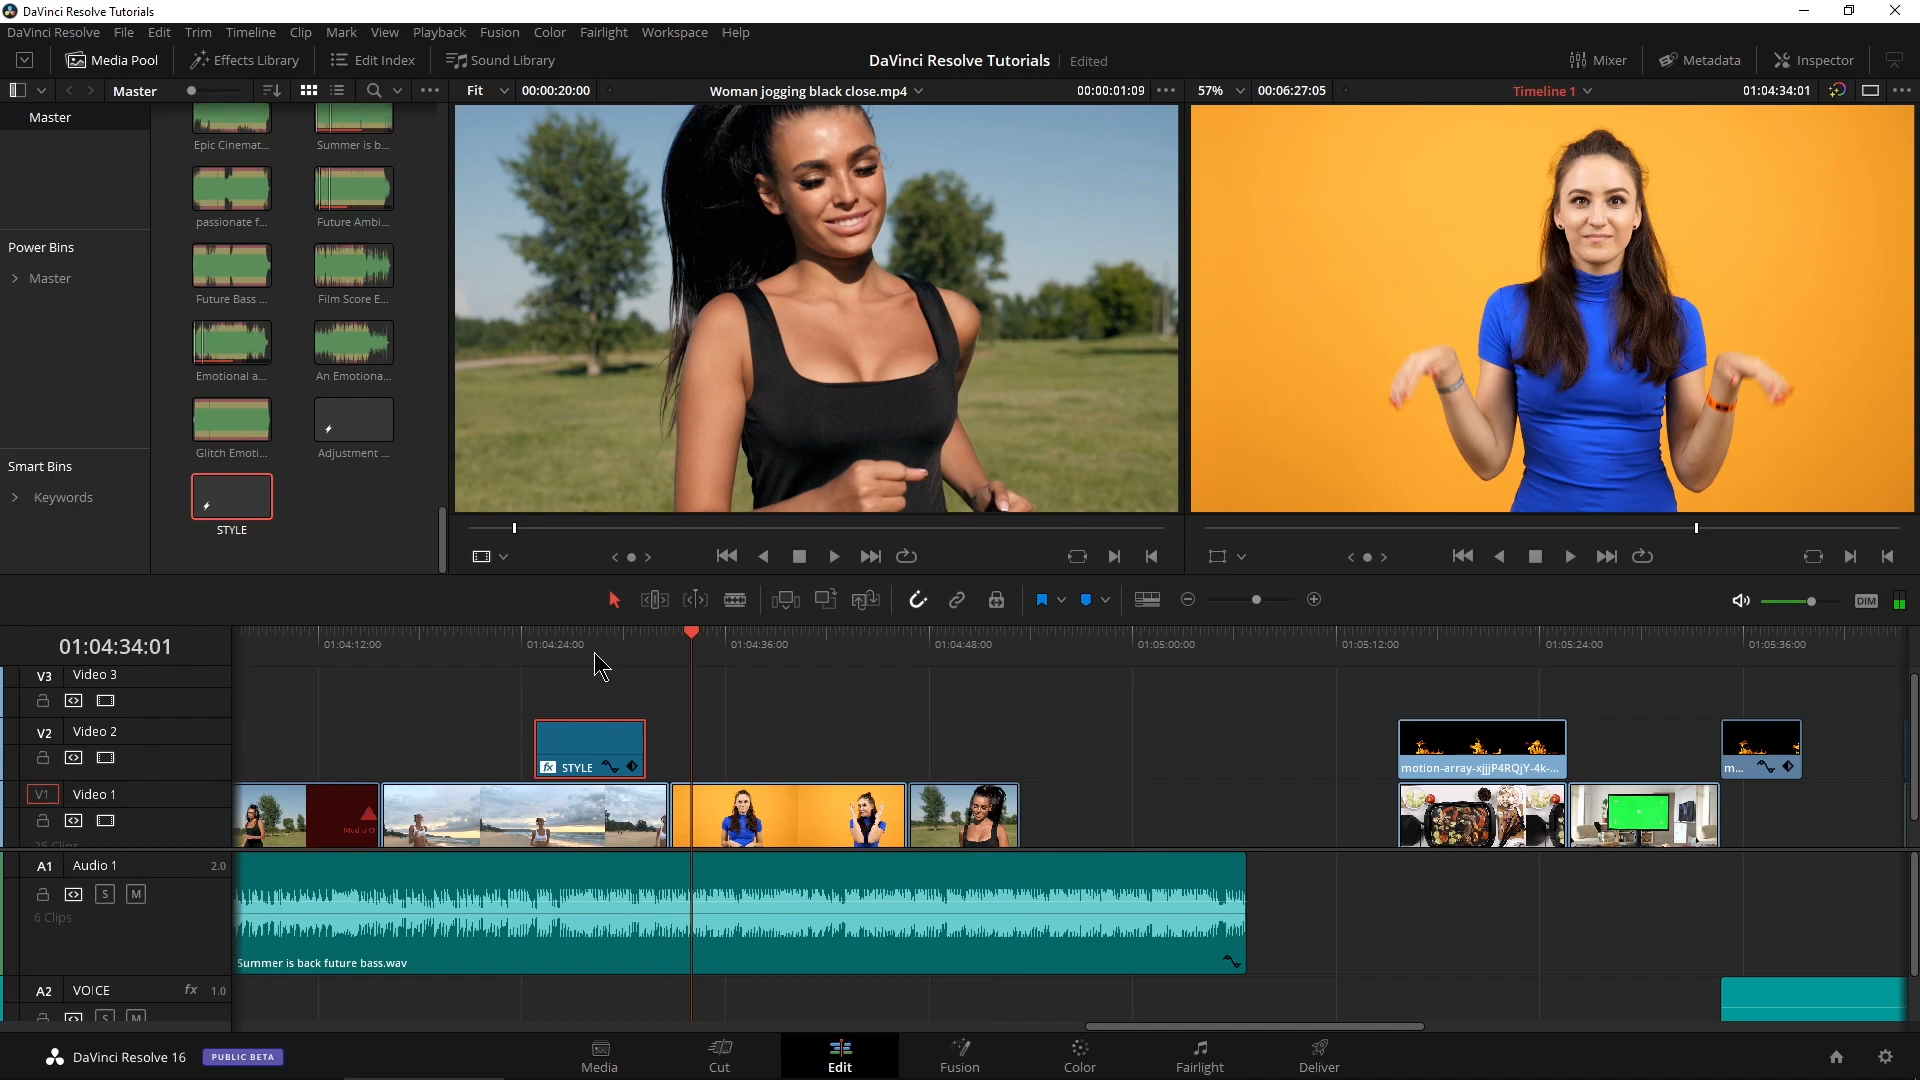 DaVinci Resolve Tutorials
DaVinci Resolve File Edit Trim Timeline Clip Mark View Playback Fusion Color Fairlight Workspace Help
Media Pool Effects Library Edit Index Sound Library DaVinci Resolve Tutorials Edited Mixer Metadata Inspector
Master Fit 00:00:20:00 Woman jogging black close.mp4 00:00:01:09 57% 00:06:27:05 Timeline 1 01:04:34:01
Master
Epic Cinemat... Summer is b...
passionate f... Future Ambi...
Power Bins
Master
Future Bass ... Film Score E...
Emotional a... An Emotiona...
Glitch Emoti... Adjustment ...
Smart Bins
Keywords
STYLE
DIM
01:04:34:01
01:04:12:00 01:04:24:00 01:04:36:00 01:04:48:00 01:05:00:00 01:05:12:00 01:05:24:00 01:05:36:00
V3 Video 3
V2 Video 2
fx STYLE
motion-array-xjjjP4RQjY-4k-...
m...
V1 Video 1
Media O
25 Clips
A1 Audio 1 2.0
S M
6 Clips
Summer is back future bass.wav
A2 VOICE fx 1.0
S M
DaVinci Resolve 16 PUBLIC BETA
Media Cut Edit Fusion Color Fairlight Deliver